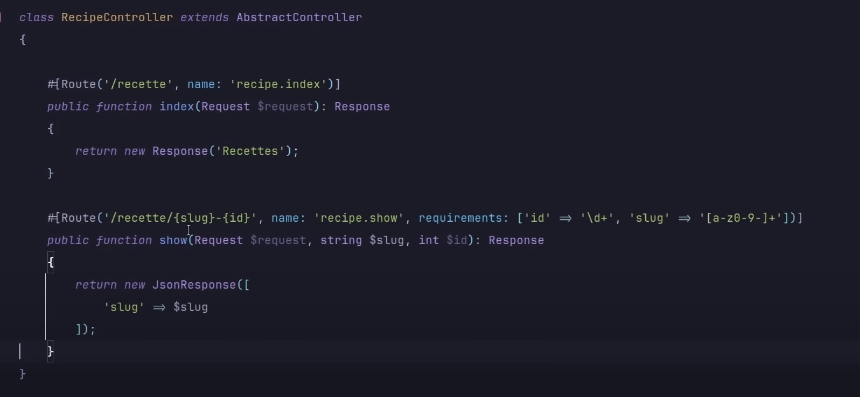 class RecipeController extends AbstractController
{
#[Route('/recette', name: 'recipe.index')]
public function index(Request $request): Response
{
return new Response('Recettes');
}
#[Route('/recette/{slug}-{id}', name: 'recipe.show', requirements: ['id' => '\d+', 'slug' => '[a-z0-9-]+'])]
public function show(Request $request, string $slug, int $id): Response
{
return new JsonResponse([
'slug' => $slug
]);
}
}